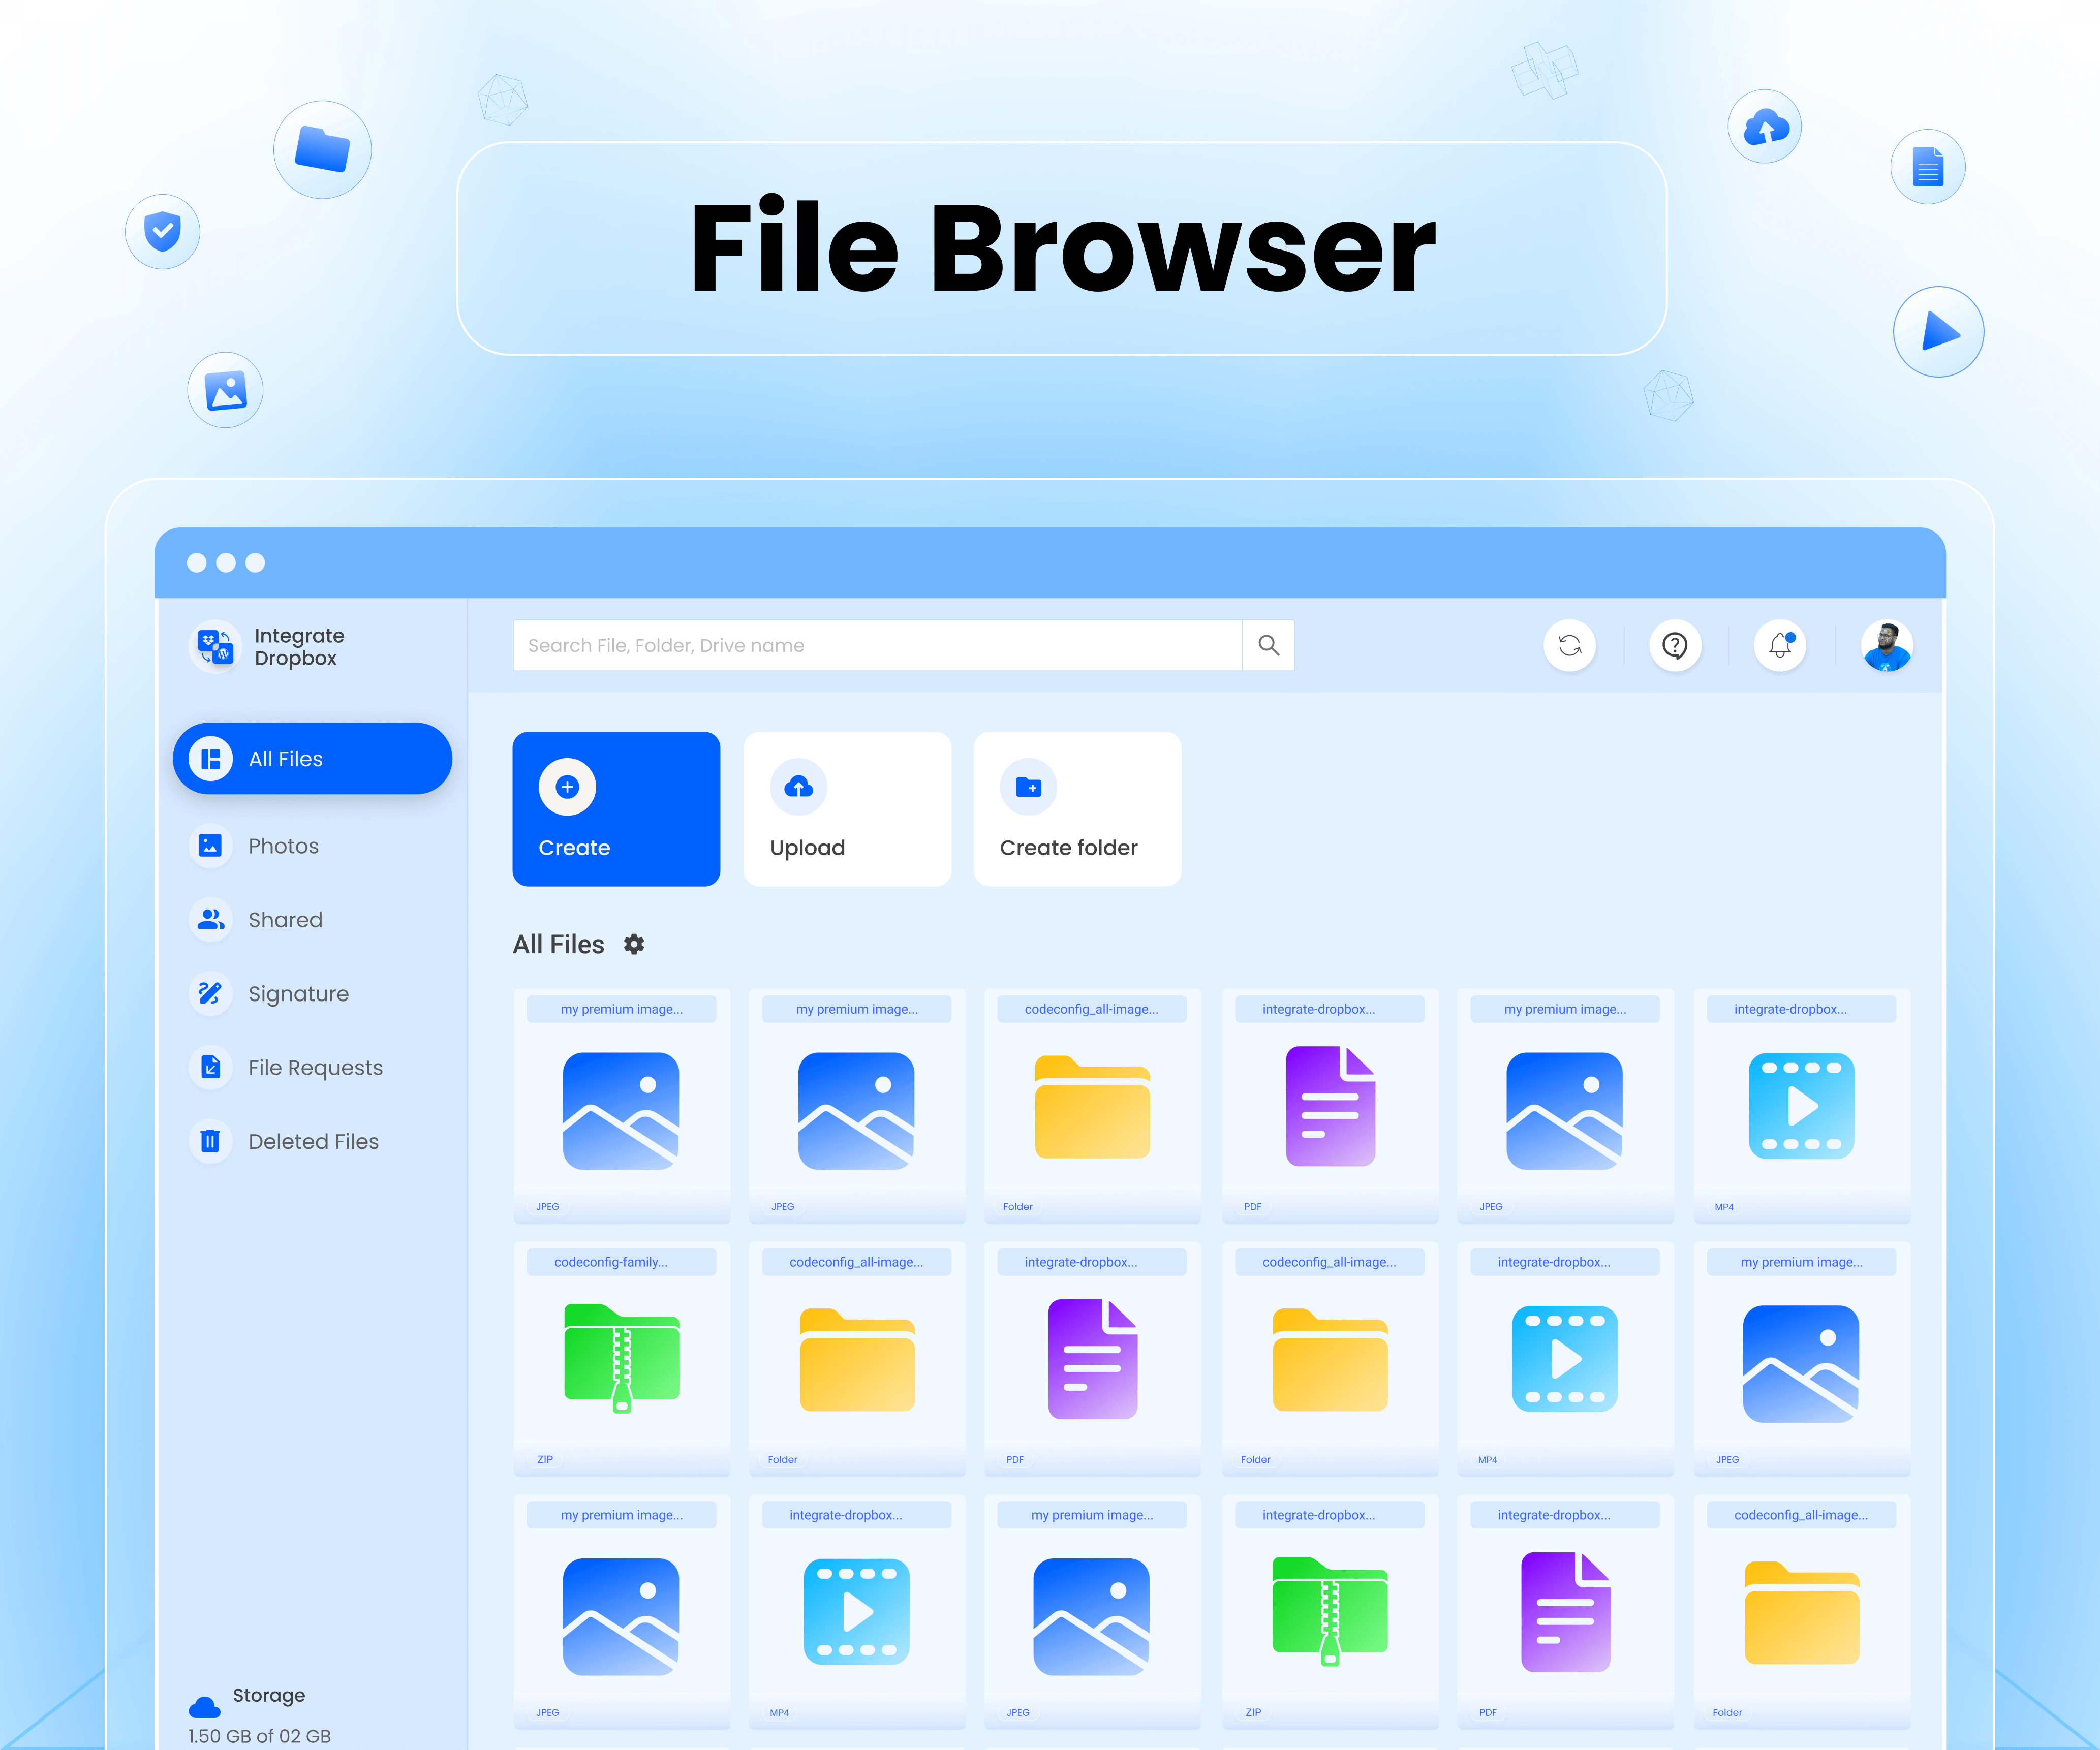 File Browser
Integrate
Dropbox
Search File, Folder, Drive name
All Files
Photos
Shared
Signature
File Requests
Deleted Files
Storage
1.50 GB of 02 GB
Create
Upload
Create folder
All Files
my premium image...
my premium image...
codeconfig_all-image...
integrate-dropbox...
my premium image...
integrate-dropbox...
JPEG
JPEG
Folder
PDF
JPEG
MP4
codeconfig-family...
codeconfig_all-image...
integrate-dropbox...
codeconfig_all-image...
integrate-dropbox...
my premium image...
ZIP
Folder
PDF
Folder
MP4
JPEG
my premium image...
integrate-dropbox...
my premium image...
integrate-dropbox...
integrate-dropbox...
codeconfig_all-image...
JPEG
MP4
JPEG
ZIP
PDF
Folder